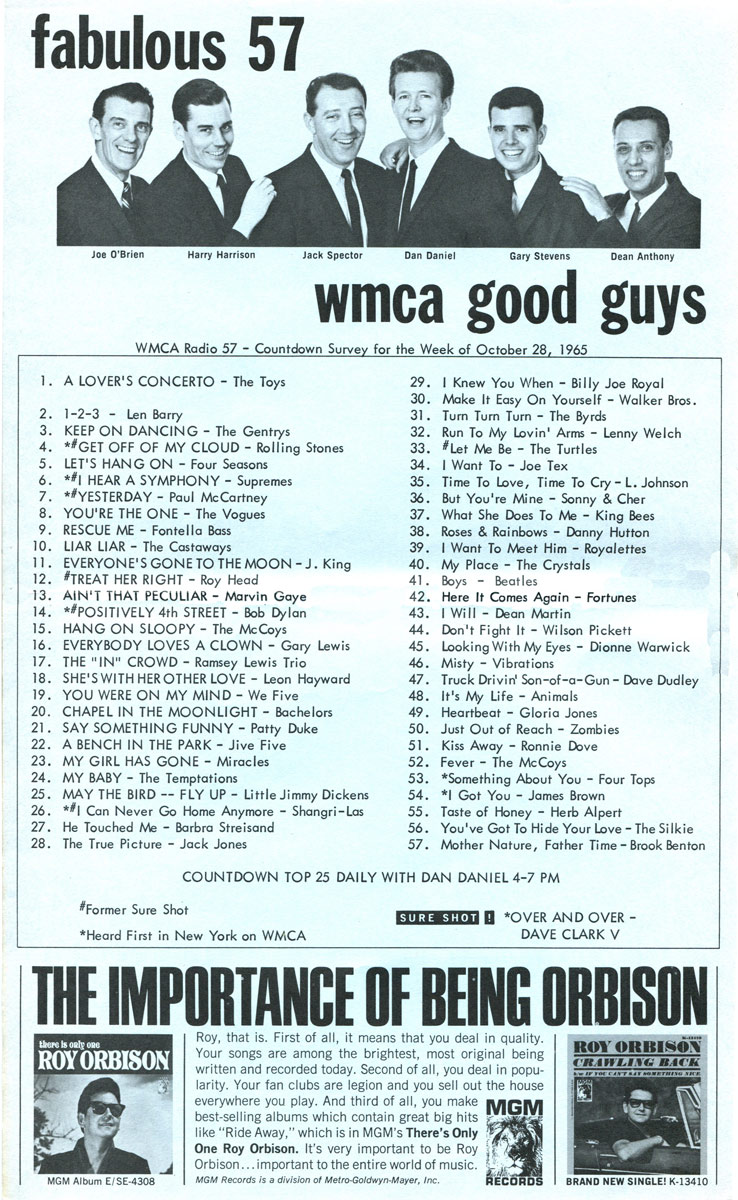 fabulous 57
Joe O'Brien
Harry Harrison
Jack Spector
Dan Daniel
Gary Stevens
Dean Anthony
wmca good guys
WMCA Radio 57 – Countdown Survey for the Week of October 28, 1965
1. A LOVER'S CONCERTO – The Toys
2. 1-2-3 – Len Barry
3. KEEP ON DANCING – The Gentrys
4. *#GET OFF OF MY CLOUD – Rolling Stones
5. LET'S HANG ON – Four Seasons
6. *#I HEAR A SYMPHONY – Supremes
7. *#YESTERDAY – Paul McCartney
8. YOU'RE THE ONE – The Vogues
9. RESCUE ME – Fontella Bass
10. LIAR LIAR – The Castaways
11. EVERYONE'S GONE TO THE MOON – J. King
12. #TREAT HER RIGHT – Roy Head
13. AIN'T THAT PECULIAR – Marvin Gaye
14. *#POSITIVELY 4th STREET – Bob Dylan
15. HANG ON SLOOPY – The McCoys
16. EVERYBODY LOVES A CLOWN – Gary Lewis
17. THE "IN" CROWD – Ramsey Lewis Trio
18. SHE'S WITH HER OTHER LOVE – Leon Hayward
19. YOU WERE ON MY MIND – We Five
20. CHAPEL IN THE MOONLIGHT – Bachelors
21. SAY SOMETHING FUNNY – Patty Duke
22. A BENCH IN THE PARK – Jive Five
23. MY GIRL HAS GONE – Miracles
24. MY BABY – The Temptations
25. MAY THE BIRD -- FLY UP – Little Jimmy Dickens
26. *#I Can Never Go Home Anymore – Shangri-Las
27. He Touched Me – Barbra Streisand
28. The True Picture – Jack Jones
29. I Knew You When – Billy Joe Royal
30. Make It Easy On Yourself – Walker Bros.
31. Turn Turn Turn – The Byrds
32. Run To My Lovin' Arms – Lenny Welch
33. #Let Me Be – The Turtles
34. I Want To – Joe Tex
35. Time To Love, Time To Cry – L. Johnson
36. But You're Mine – Sonny & Cher
37. What She Does To Me – King Bees
38. Roses & Rainbows – Danny Hutton
39. I Want To Meet Him – Royalettes
40. My Place – The Crystals
41. Boys – Beatles
42. Here It Comes Again – Fortunes
43. I Will – Dean Martin
44. Don't Fight It – Wilson Pickett
45. Looking With My Eyes – Dionne Warwick
46. Misty – Vibrations
47. Truck Drivin' Son-of-a-Gun – Dave Dudley
48. It's My Life – Animals
49. Heartbeat – Gloria Jones
50. Just Out of Reach – Zombies
51. Kiss Away – Ronnie Dove
52. Fever – The McCoys
53. *Something About You – Four Tops
54. *I Got You – James Brown
55. Taste of Honey – Herb Alpert
56. You've Got To Hide Your Love – The Silkie
57. Mother Nature, Father Time – Brook Benton
COUNTDOWN TOP 25 DAILY WITH DAN DANIEL 4-7 PM
#Former Sure Shot
*Heard First in New York on WMCA
SURE SHOT ! *OVER AND OVER –
DAVE CLARK V
THE IMPORTANCE OF BEING ORBISON
there is only one
ROY ORBISON
MGM Album E/SE-4308
Roy, that is. First of all, it means that you deal in quality.
Your songs are among the brightest, most original being
written and recorded today. Second of all, you deal in popu-
larity. Your fan clubs are legion and you sell out the house
everywhere you play. And third of all, you make
best-selling albums which contain great big hits
like "Ride Away," which is in MGM's There's Only
One Roy Orbison. It's very important to be Roy
Orbison...important to the entire world of music.
MGM Records is a division of Metro-Goldwyn-Mayer, Inc.
MGM
RECORDS
K-13410
ROY ORBISON
CRAWLING BACK
b/w IF YOU CAN'T SAY SOMETHING NICE
BRAND NEW SINGLE! K-13410